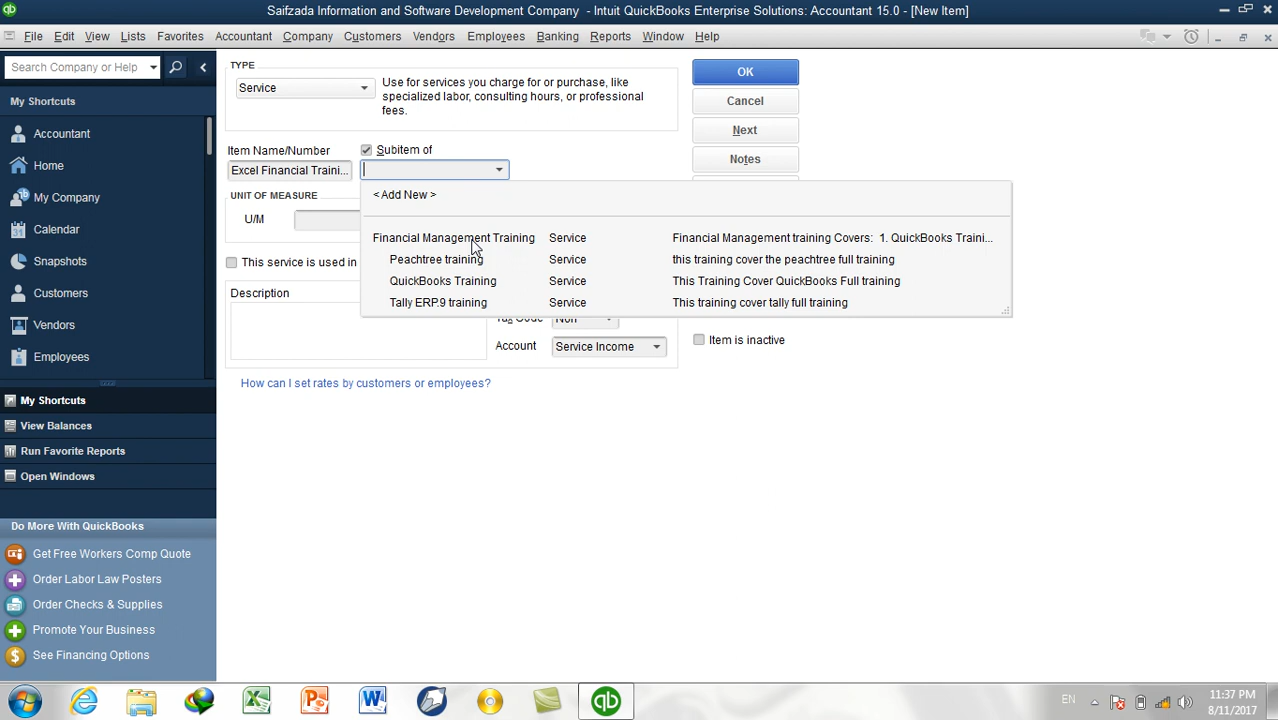 Saifzada Information and Software Development Company - Intuit QuickBooks Enterprise Solutions: Accountant 15.0 - [New Item]
File Edit View Lists Favorites Accountant Company Customers Vendors Employees Banking Reports Window Help
Search Company or Help
My Shortcuts
Accountant
Home
My Company
Calendar
Snapshots
Customers
Vendors
Employees
My Shortcuts
View Balances
Run Favorite Reports
Open Windows
Do More With QuickBooks
Get Free Workers Comp Quote
Order Labor Law Posters
Order Checks & Supplies
Promote Your Business
See Financing Options
TYPE
Service
Use for services you charge for or purchase, like
specialized labor, consulting hours, or professional
fees.
OK
Cancel
Next
Notes
Item Name/Number
Subitem of
Excel Financial Traini...
UNIT OF MEASURE
U/M
< Add New >
Financial Management Training Service Financial Management training Covers: 1. QuickBooks Traini...
Peachtree training Service this training cover the peachtree full training
QuickBooks Training Service This Training Cover QuickBooks Full training
Tally ERP.9 training Service This training cover tally full training
This service is used in
Description
Tax Code Non
Account Service Income
Item is inactive
How can I set rates by customers or employees?
EN
11:37 PM
8/11/2017